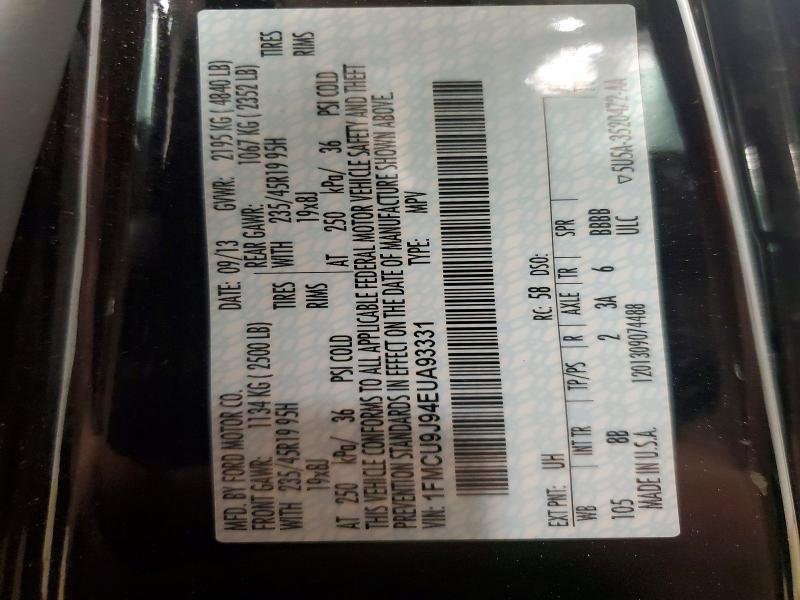 MFD. BY FORD MOTOR CO. DATE: 09/13 GVWR: 2195 KG ( 4840 LB)
FRONT GAWR: 1134 KG ( 2500 LB) REAR GAWR: 1067 KG ( 2352 LB)
WITH 235/45R19 95H TIRES WITH 235/45R19 95H TIRES
19x8J RIMS 19x8J RIMS
AT 250 kPa/ 36 PSI COLD AT 250 kPa/ 36 PSI COLD
THIS VEHICLE CONFORMS TO ALL APPLICABLE FEDERAL MOTOR VEHICLE SAFETY AND THEFT
PREVENTION STANDARDS IN EFFECT ON THE DATE OF MANUFACTURE SHOWN ABOVE.
VIN: 1FMCU9J94EUA93331 TYPE: MPV
EXT PNT: UH RC: 58 DSO:
WB INT TR TP/PS R AXLE TR SPR
105 8B 2 3A 6 BBBB
MADE IN U.S.A. 1201309074488 ULC ▽5U5A-3520472-AA